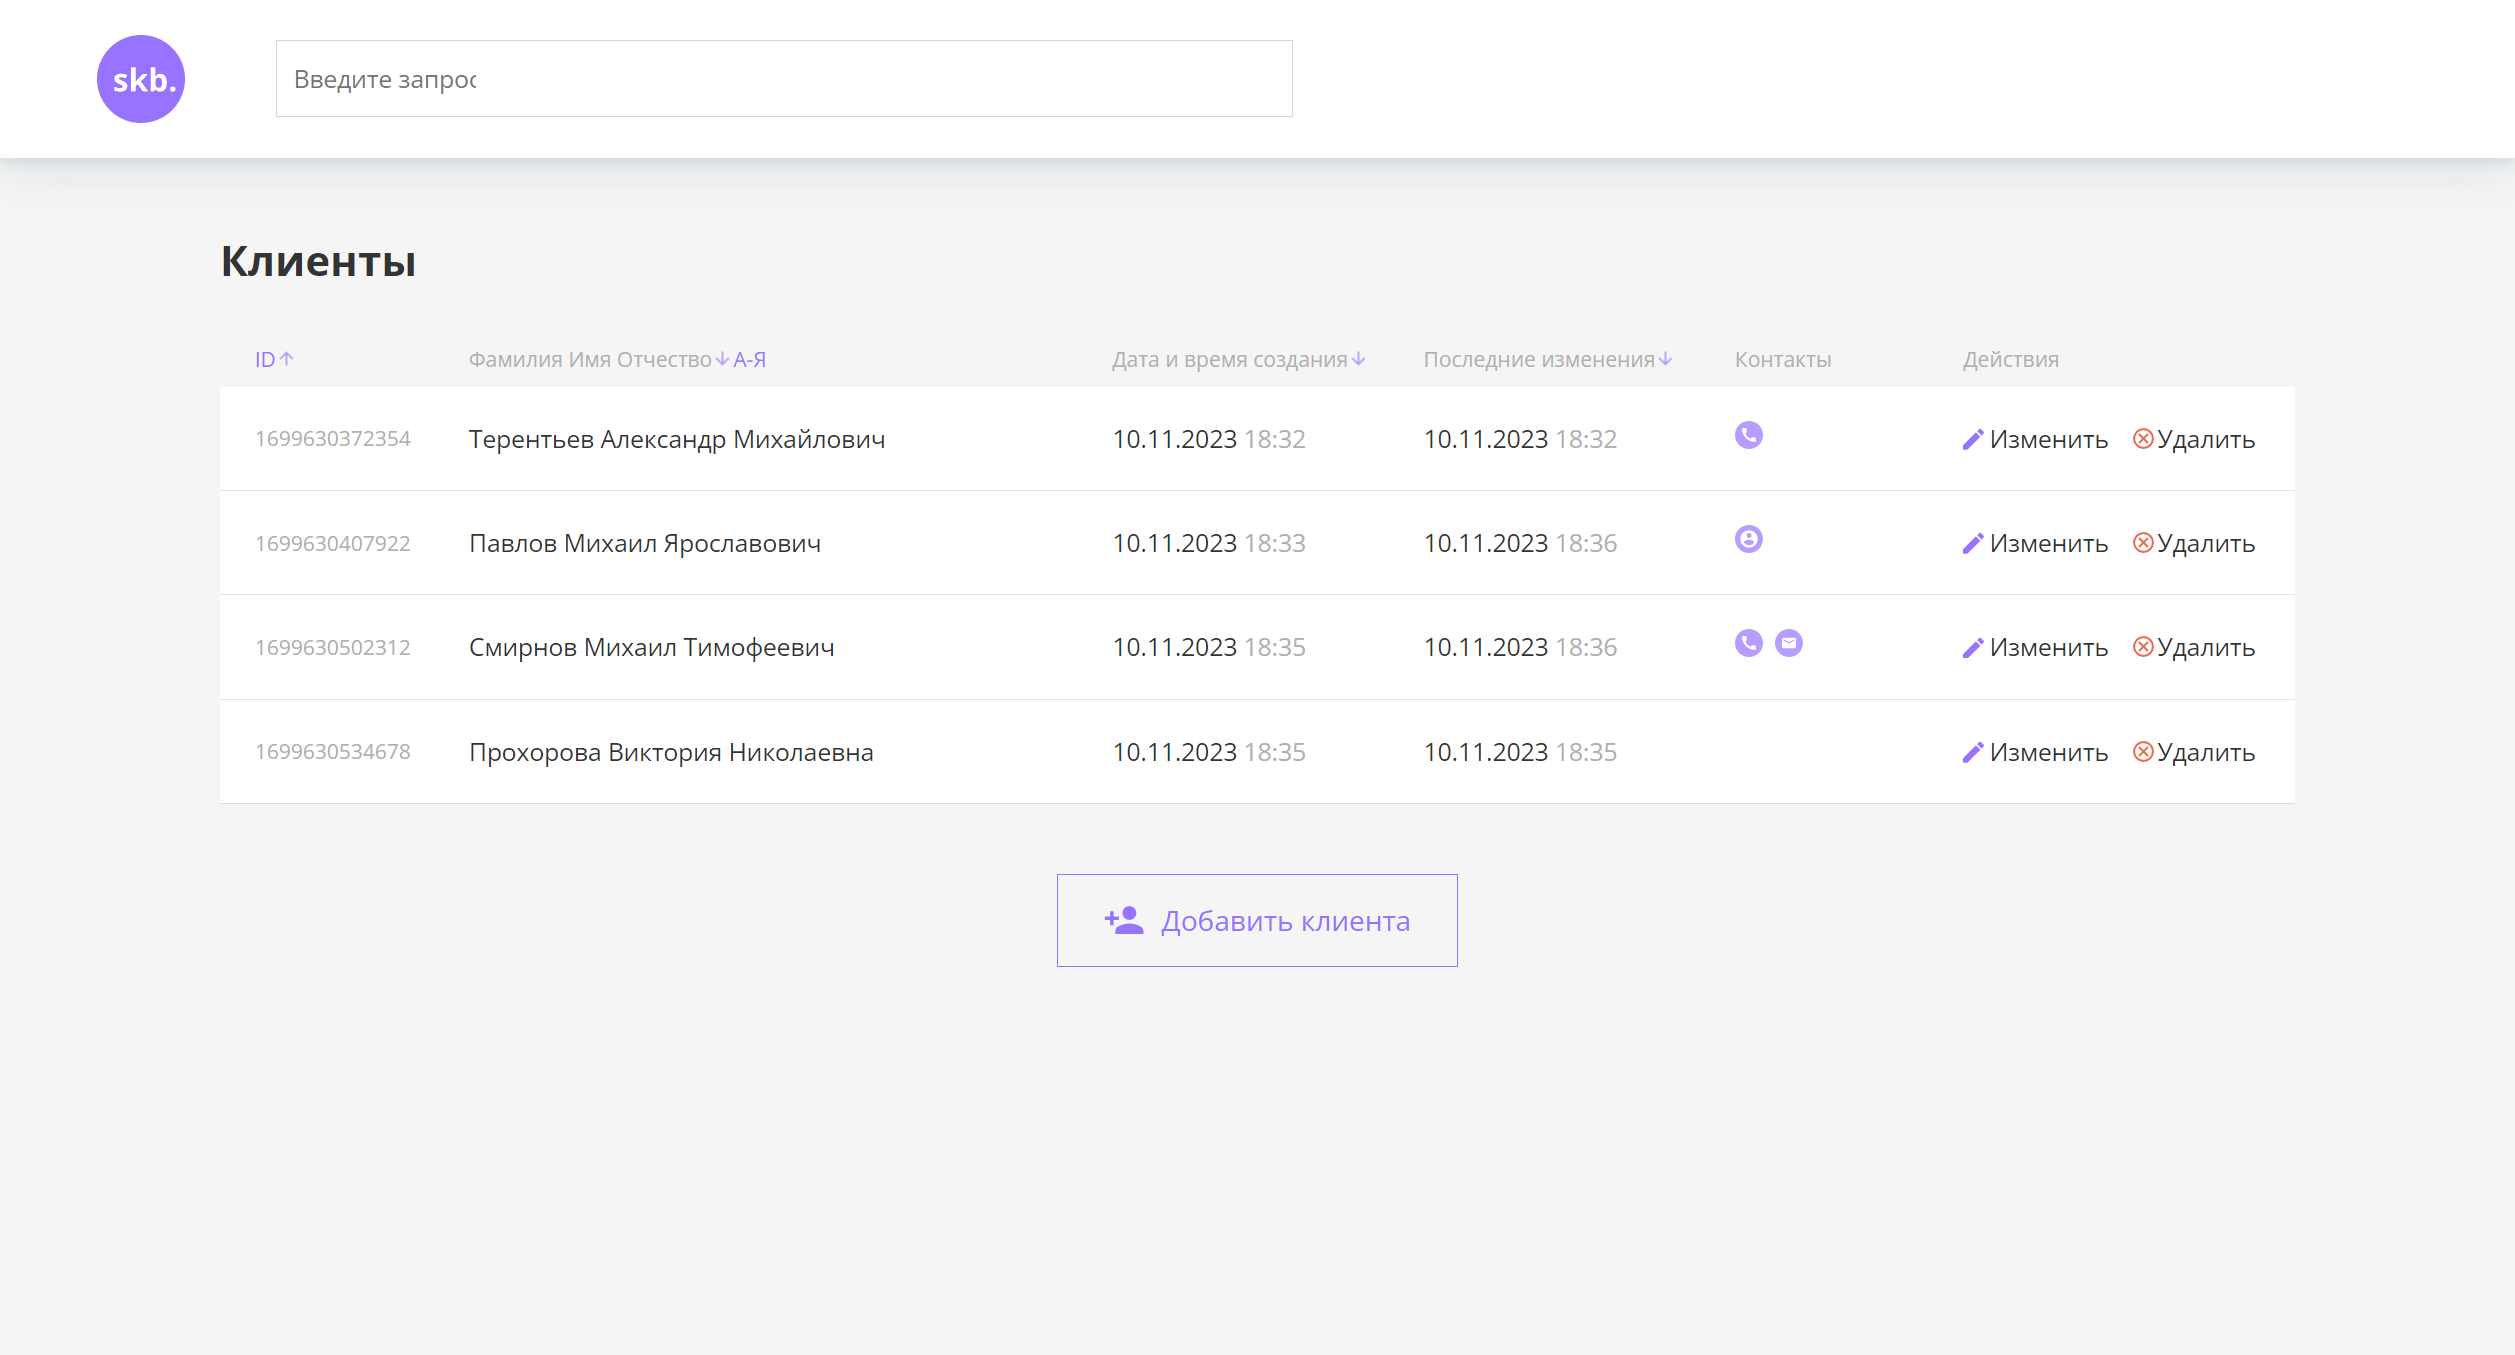 skb.
Введите запрос
Клиенты
ID Фамилия Имя Отчество А-Я Дата и время создания Последние изменения Контакты Действия
1699630372354 Терентьев Александр Михайлович 10.11.2023 18:32 10.11.2023 18:32 Изменить Удалить
1699630407922 Павлов Михаил Ярославович 10.11.2023 18:33 10.11.2023 18:36 Изменить Удалить
1699630502312 Смирнов Михаил Тимофеевич 10.11.2023 18:35 10.11.2023 18:36 Изменить Удалить
1699630534678 Прохорова Виктория Николаевна 10.11.2023 18:35 10.11.2023 18:35 Изменить Удалить
Добавить клиента